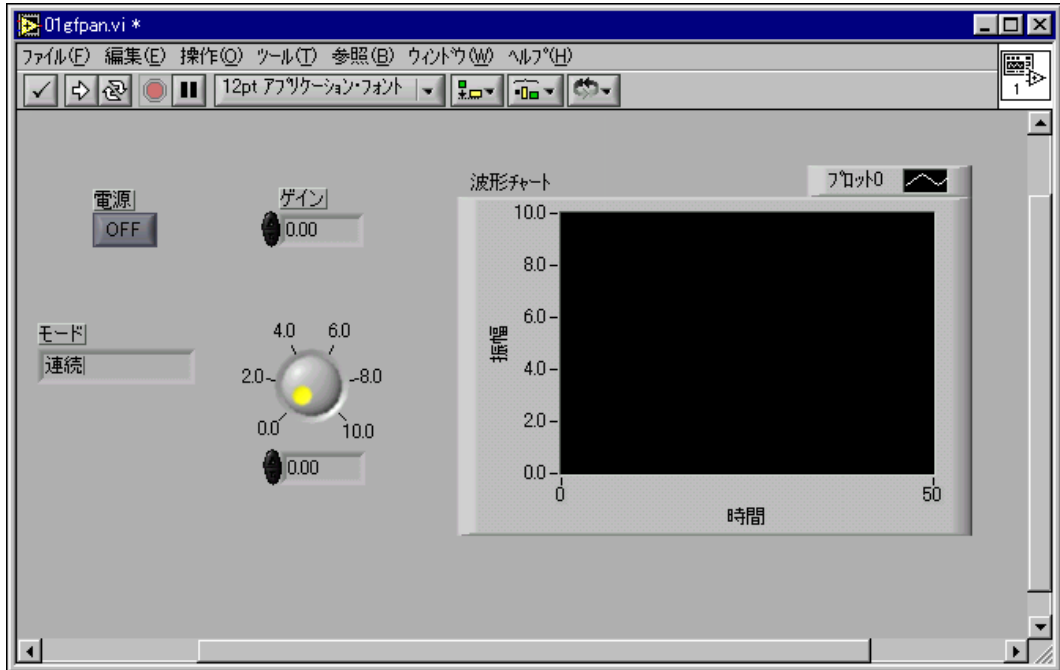 01gfpan.vi *
ファイル(F) 編集(E) 操作(O) ツール(T) 参照(B) ウィンドウ(W) ヘルプ(H)
12pt アプリケーション・フォント
1
電源
OFF
ゲイン
0.00
モード
連続
4.0 6.0
2.0 8.0
0.0 10.0
0.00
波形チャート
プロット0
10.0
8.0
6.0
4.0
2.0
0.0
振幅
0 50
時間